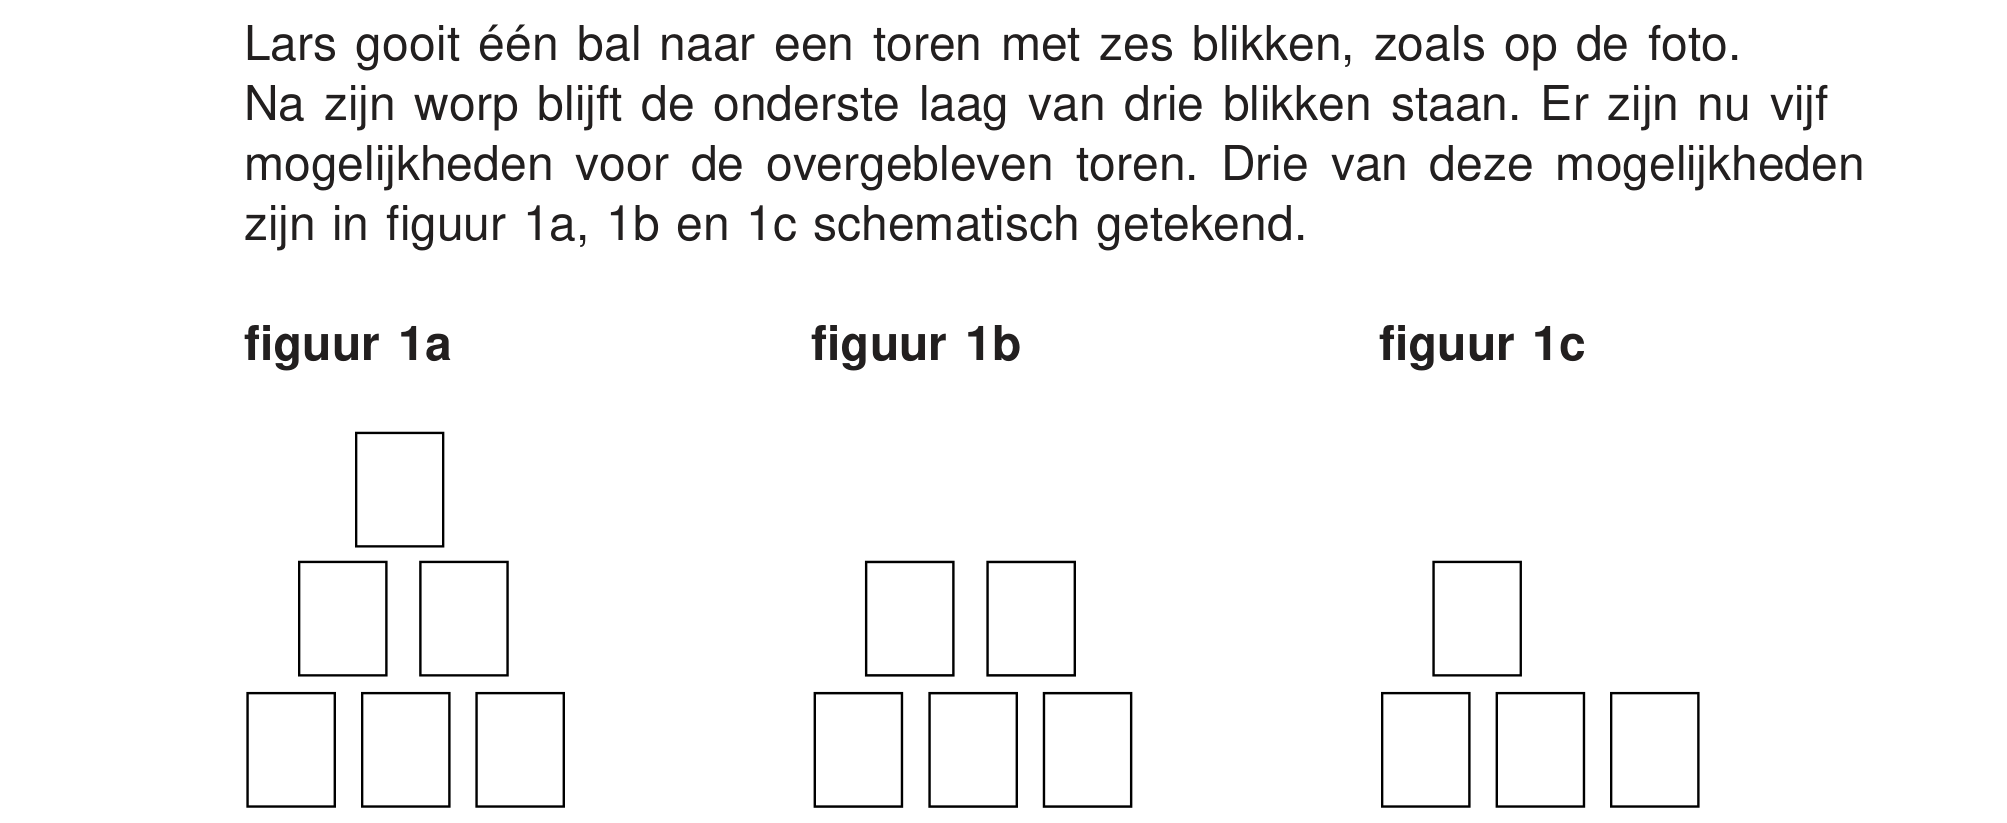 Lars gooit één bal naar een toren met zes blikken, zoals op de foto.
Na zijn worp blijft de onderste laag van drie blikken staan. Er zijn nu vijf
mogelijkheden voor de overgebleven toren. Drie van deze mogelijkheden
zijn in figuur 1a, 1b en 1c schematisch getekend.
figuur 1a
figuur 1b
figuur 1c